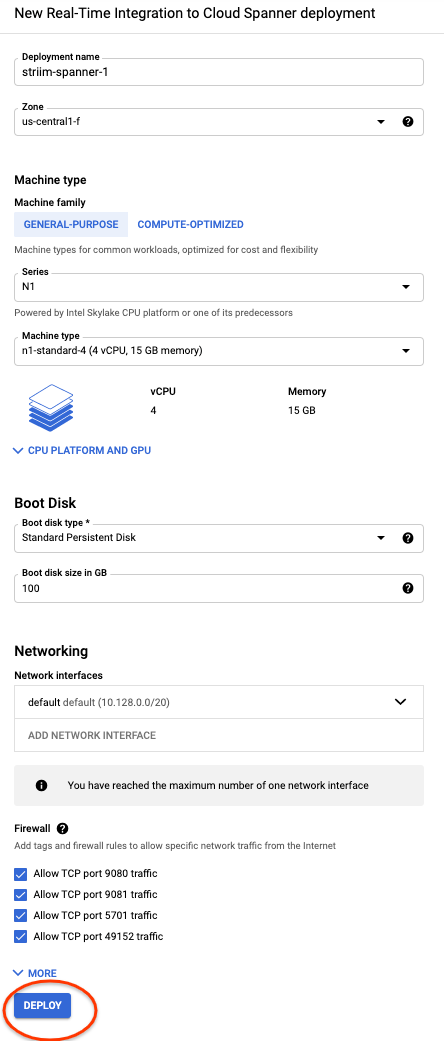 New Real-Time Integration to Cloud Spanner deployment
Deployment name
striim-spanner-1
Zone
us-central1-f
Machine type
Machine family
GENERAL-PURPOSE COMPUTE-OPTIMIZED
Machine types for common workloads, optimized for cost and flexibility
Series
N1
Powered by Intel Skylake CPU platform or one of its predecessors
Machine type
n1-standard-4 (4 vCPU, 15 GB memory)
vCPU Memory
4 15 GB
CPU PLATFORM AND GPU
Boot Disk
Boot disk type *
Standard Persistent Disk
Boot disk size in GB
100
Networking
Network interfaces
default default (10.128.0.0/20)
ADD NETWORK INTERFACE
You have reached the maximum number of one network interface
Firewall
Add tags and firewall rules to allow specific network traffic from the Internet
Allow TCP port 9080 traffic
Allow TCP port 9081 traffic
Allow TCP port 5701 traffic
Allow TCP port 49152 traffic
MORE
DEPLOY